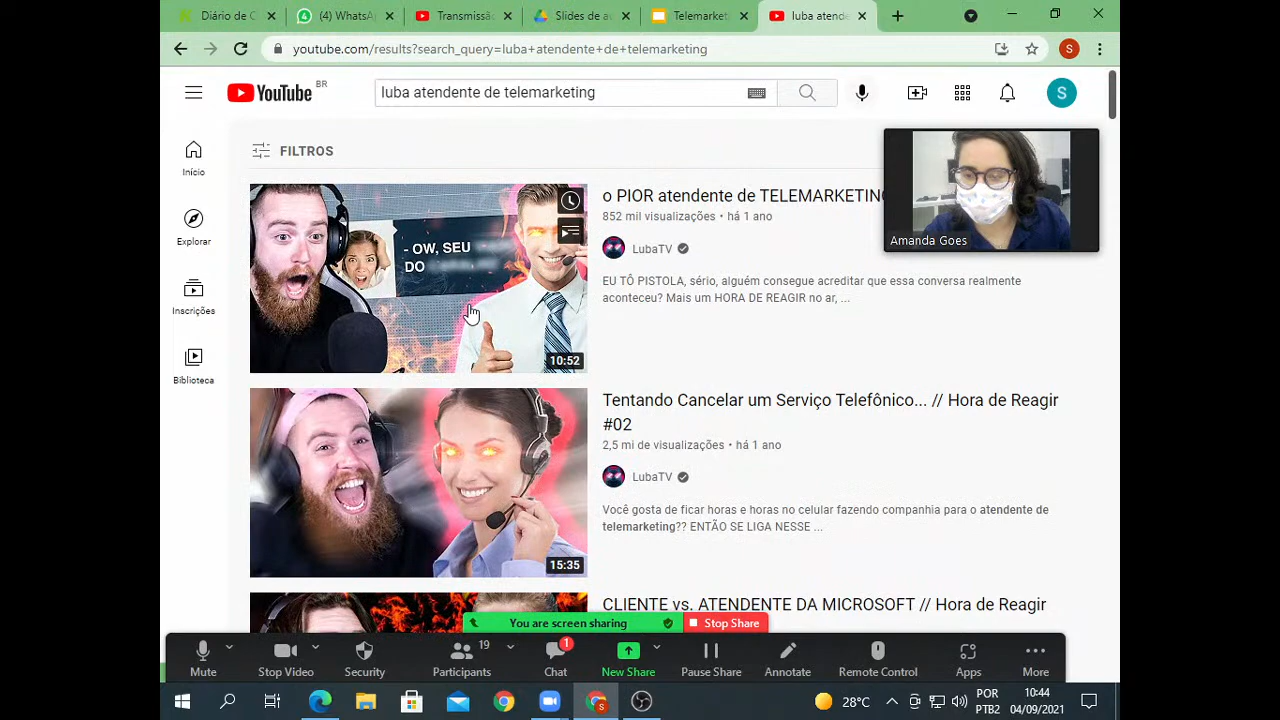 Diário de C
(4) WhatsA
Transmissão
Slides de au
Telemarketi
luba atende
youtube.com/results?search_query=luba+atendente+de+telemarketing
S
YouTube
BR
luba atendente de telemarketing
S
Início
Explorar
Inscrições
Biblioteca
FILTROS
- OW, SEU
DO
10:52
o PIOR atendente de TELEMARKETING
852 mil visualizações • há 1 ano
LubaTV
EU TÔ PISTOLA, sério, alguém consegue acreditar que essa conversa realmente
aconteceu? Mais um HORA DE REAGIR no ar, ...
Amanda Goes
15:35
Tentando Cancelar um Serviço Telefônico... // Hora de Reagir
#02
2,5 mi de visualizações • há 1 ano
LubaTV
Você gosta de ficar horas e horas no celular fazendo companhia para o atendente de
telemarketing?? ENTÃO SE LIGA NESSE ...
CLIENTE vs. ATENDENTE DA MICROSOFT // Hora de Reagir
You are screen sharing
Stop Share
Mute
Stop Video
Security
19
Participants
1
Chat
New Share
Pause Share
Annotate
Remote Control
Apps
More
28°C
POR
PTB2
10:44
04/09/2021